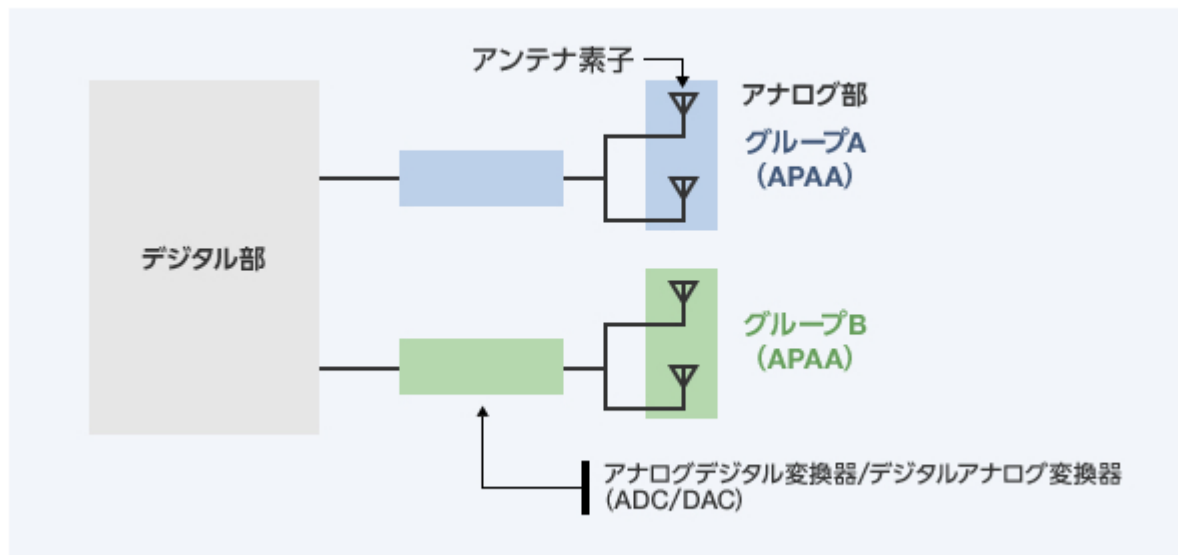 アンテナ素子
アナログ部
グループA
（APAA）
デジタル部
グループB
（APAA）
アナログデジタル変換器/デジタルアナログ変換器
(ADC/DAC)